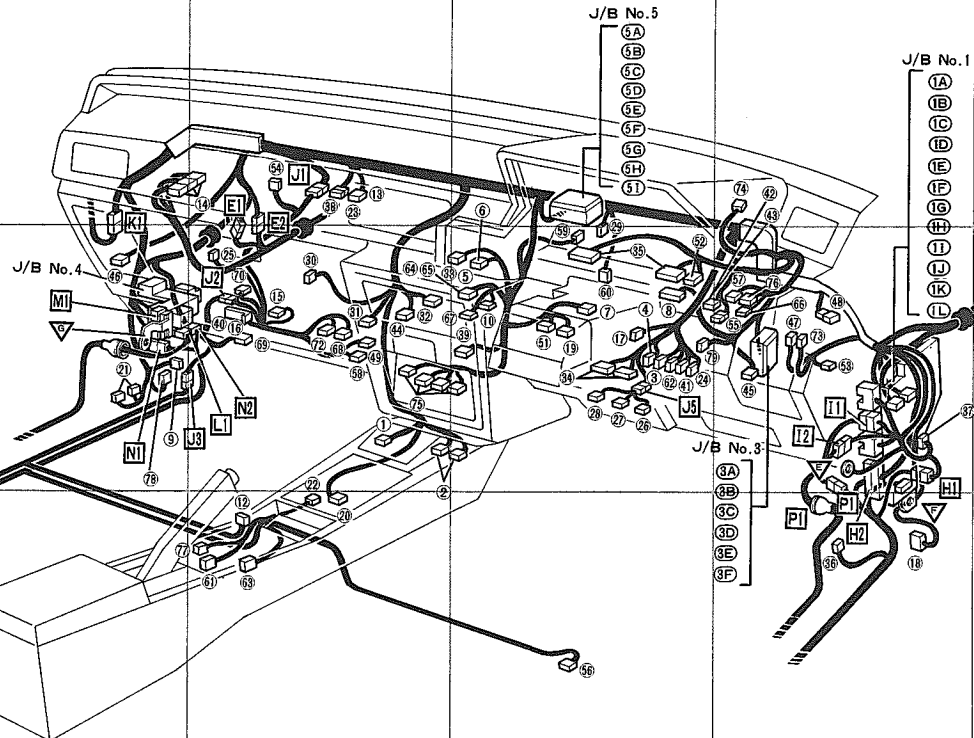 J/B No.5
5A
5B
5C
5D
5E
5F
5G
5H
5I
J/B No.1
1A
1B
1C
1D
1E
1F
1G
1H
1I
1J
1K
1L
54
J1
38
23
13
14
E1
E2
K1
46
25
J2
70
J/B No.4
M1
G
40
16
15
69
21
9
78
N1
J3
L1
N2
30
64
65
33
6
5
59
29
31
44
32
67
39
10
72
68
58
49
75
51
19
7
60
35
8
52
74
42
43
57
76
55
66
48
17
4
34
3
62
41
24
79
28
27
26
J5
45
47
73
53
37
I1
I2
E
P1
P1
H1
H2
F
36
18
J/B No.3
3A
3B
3C
3D
3E
3F
1
2
22
20
12
77
61
63
56